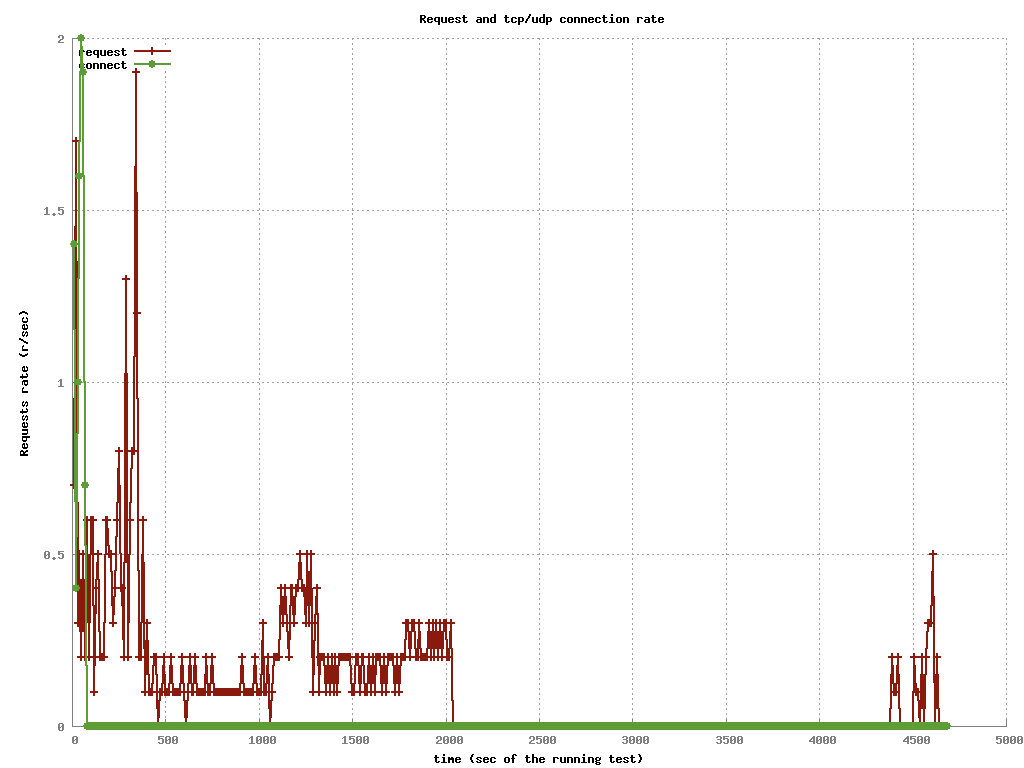 Request and tcp/udp connection rate
request
connect
2
1.5
1
0.5
0
Requests rate (r/sec)
0 500 1000 1500 2000 2500 3000 3500 4000 4500 5000
time (sec of the running test)